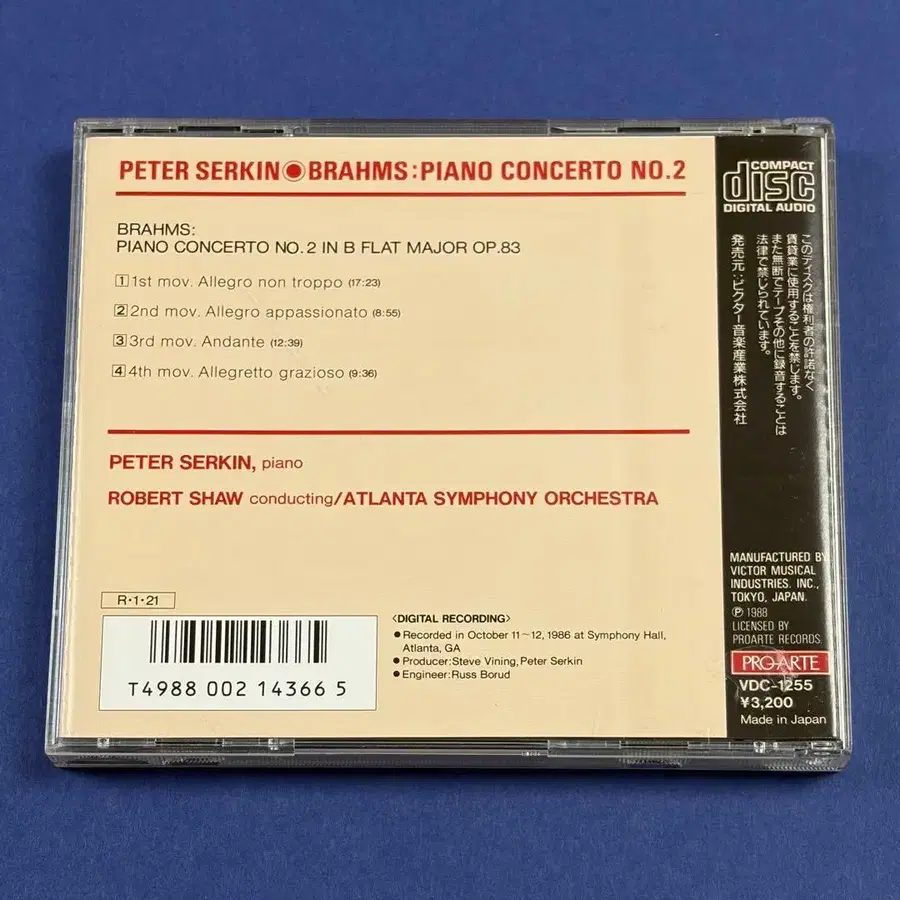 PETER SERKIN◉BRAHMS:PIANO CONCERTO NO.2
BRAHMS:
PIANO CONCERTO NO.2 IN B FLAT MAJOR OP.83
1 1st mov. Allegro non troppo (17:23)
2 2nd mov. Allegro appassionato (8:55)
3 3rd mov. Andante (12:39)
4 4th mov. Allegretto grazioso (9:36)
PETER SERKIN, piano
ROBERT SHAW conducting/ATLANTA SYMPHONY ORCHESTRA
R・1・21
T4988 002 14366 5
〈DIGITAL RECORDING〉
●Recorded in October 11~12, 1986 at Symphony Hall,
Atlanta, GA
●Producer:Steve Vining, Peter Serkin
●Engineer:Russ Borud
COMPACT
disc
DIGITAL AUDIO
このディスクは権利者の許諾なく
賃貸業に使用することを禁じます。
また無断でテープその他に録音することは
法律で禁じられています。
発売元:ビクター音楽産業株式会社
MANUFACTURED BY
VICTOR MUSICAL
INDUSTRIES. INC.,
TOKYO, JAPAN.
℗ 1988
LICENSED BY
PROARTE RECORDS
PRO-ARTE
VDC-1255
¥3,200
Made in Japan